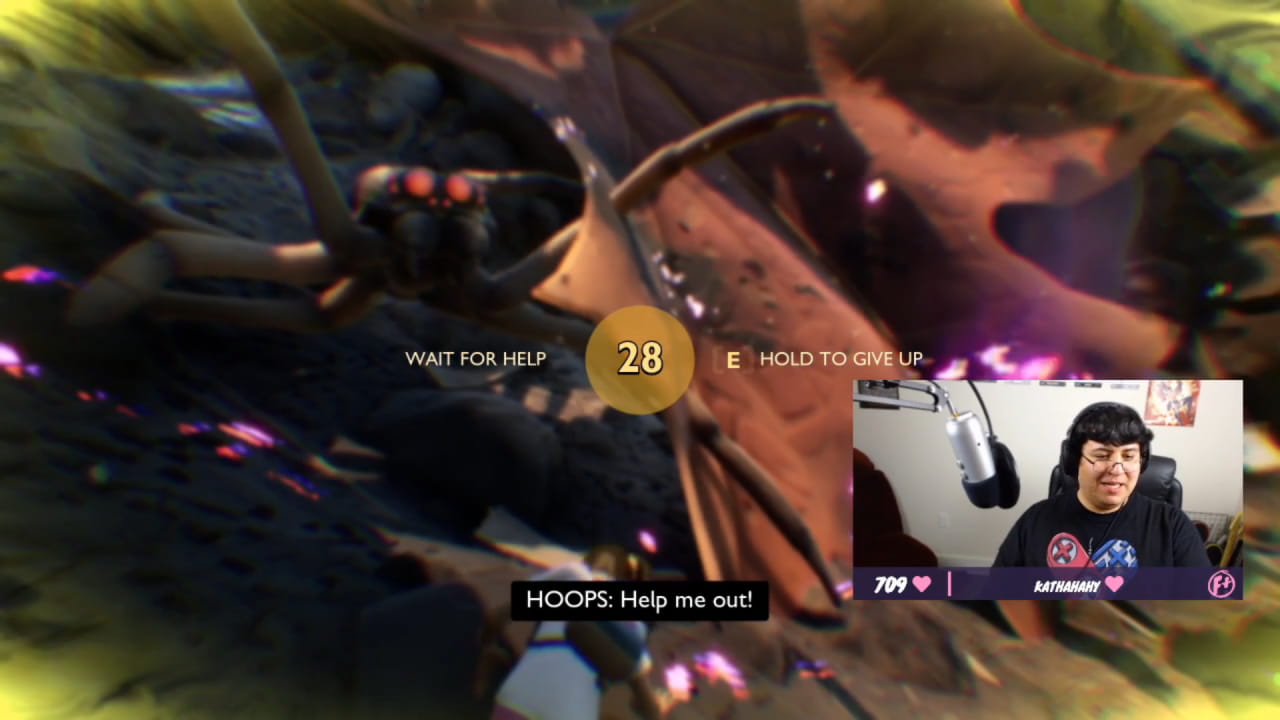 WAIT FOR HELP
28
E HOLD TO GIVE UP
HOOPS: Help me out!
709
KATHAHAHY